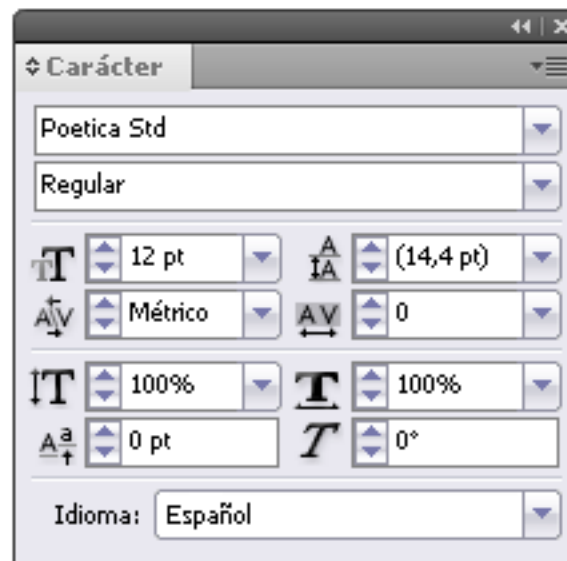 Carácter
Poetica Std
Regular
12 pt (14,4 pt)
Métrico 0
100% 100%
0 pt 0°
Idioma: Español